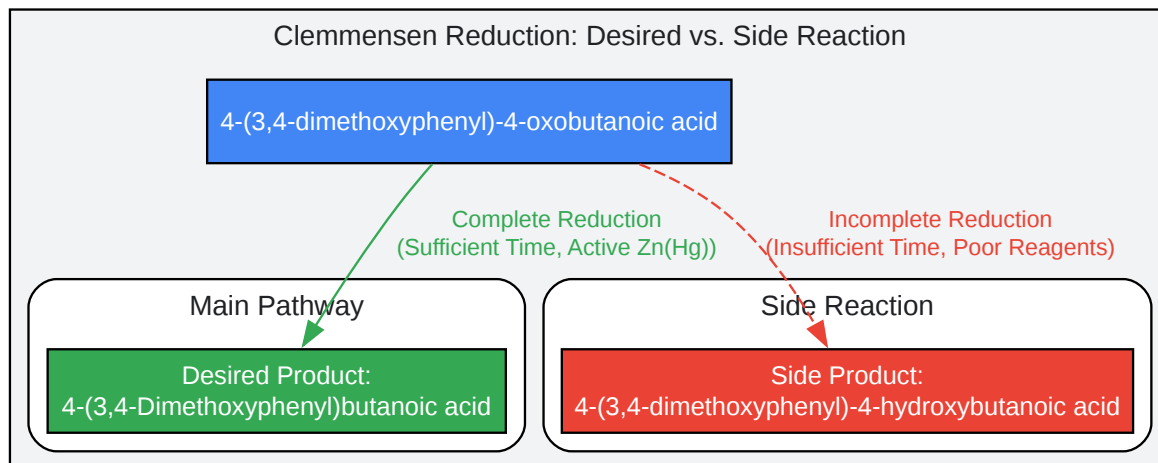 Clemmensen Reduction: Desired vs. Side Reaction
4-(3,4-dimethoxyphenyl)-4-oxobutanoic acid
Complete Reduction
(Sufficient Time, Active Zn(Hg))
Incomplete Reduction
(Insufficient Time, Poor Reagents)
Main Pathway
Desired Product:
4-(3,4-Dimethoxyphenyl)butanoic acid
Side Reaction
Side Product:
4-(3,4-dimethoxyphenyl)-4-hydroxybutanoic acid